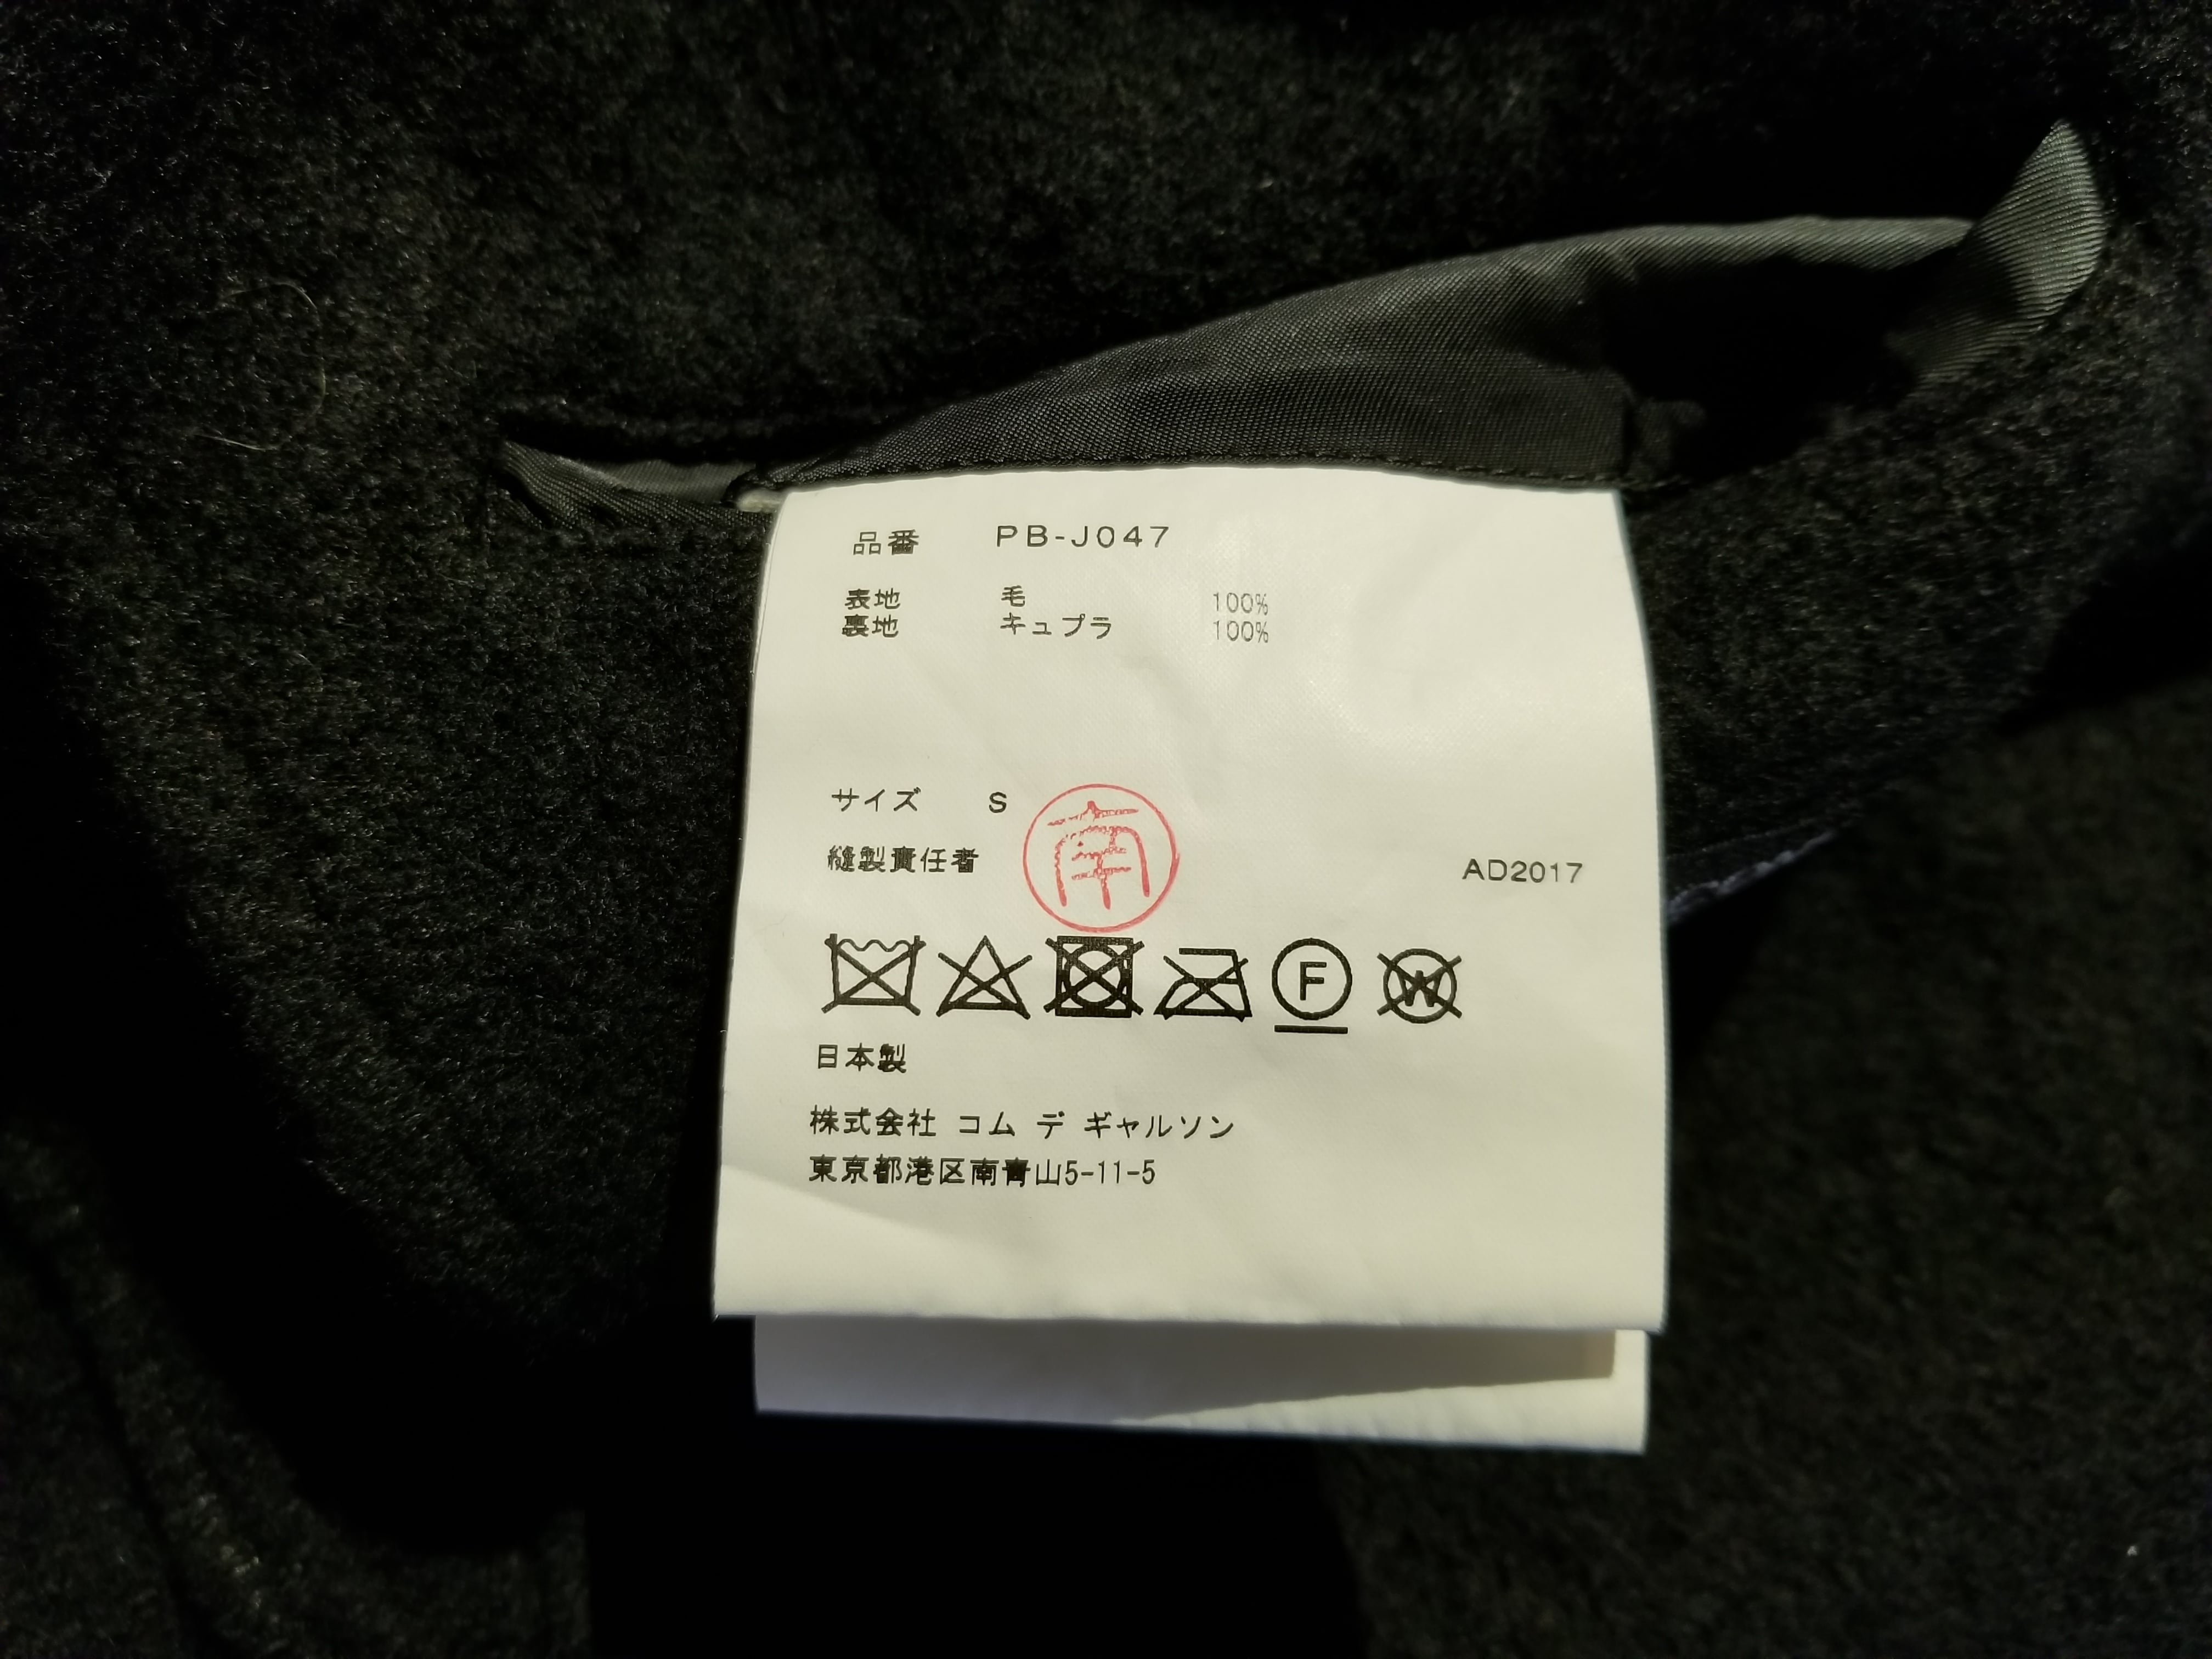 品番 PB-J047
表地 毛 100%
裏地 キュプラ 100%
サイズ S
縫製責任者 南 AD2017
F W
日本製
株式会社 コム デ ギャルソン
東京都港区南青山5-11-5